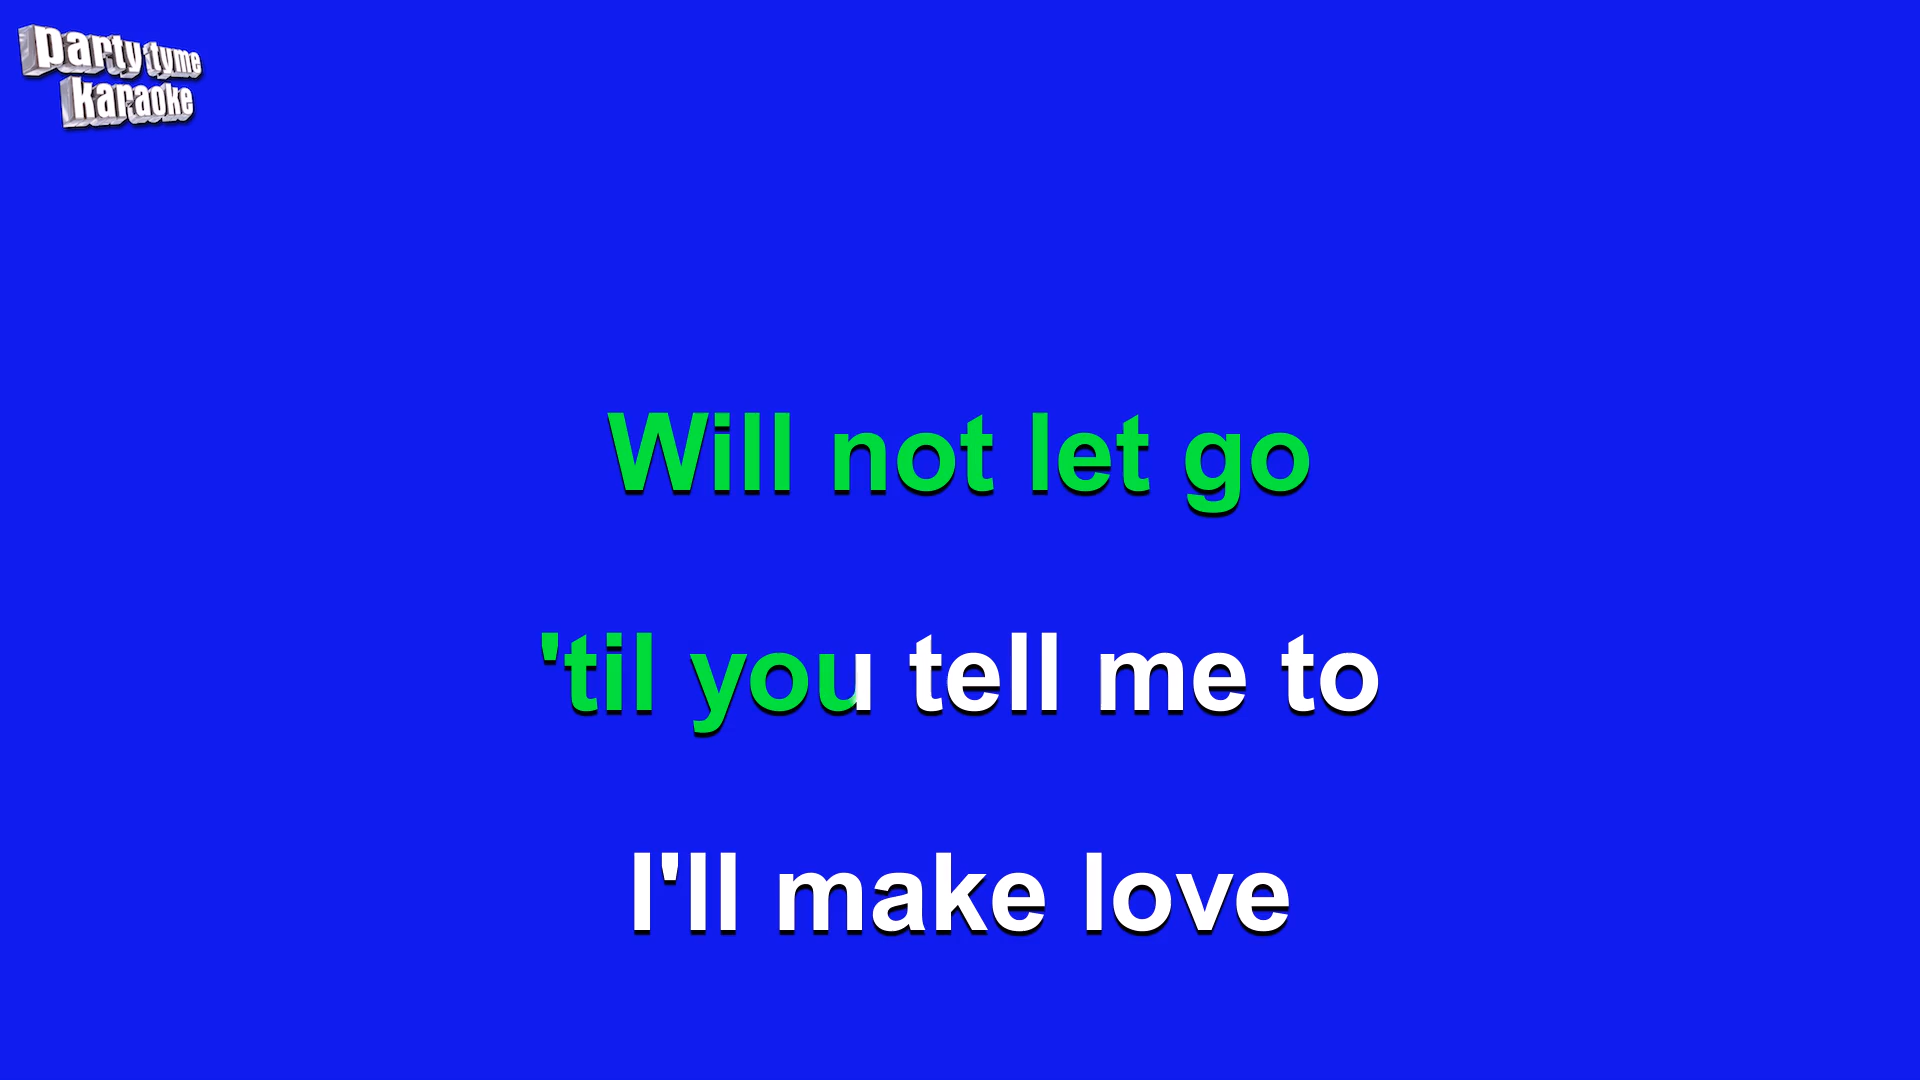 party tyme
karaoke
Will not let go
'til you tell me to
I'll make love